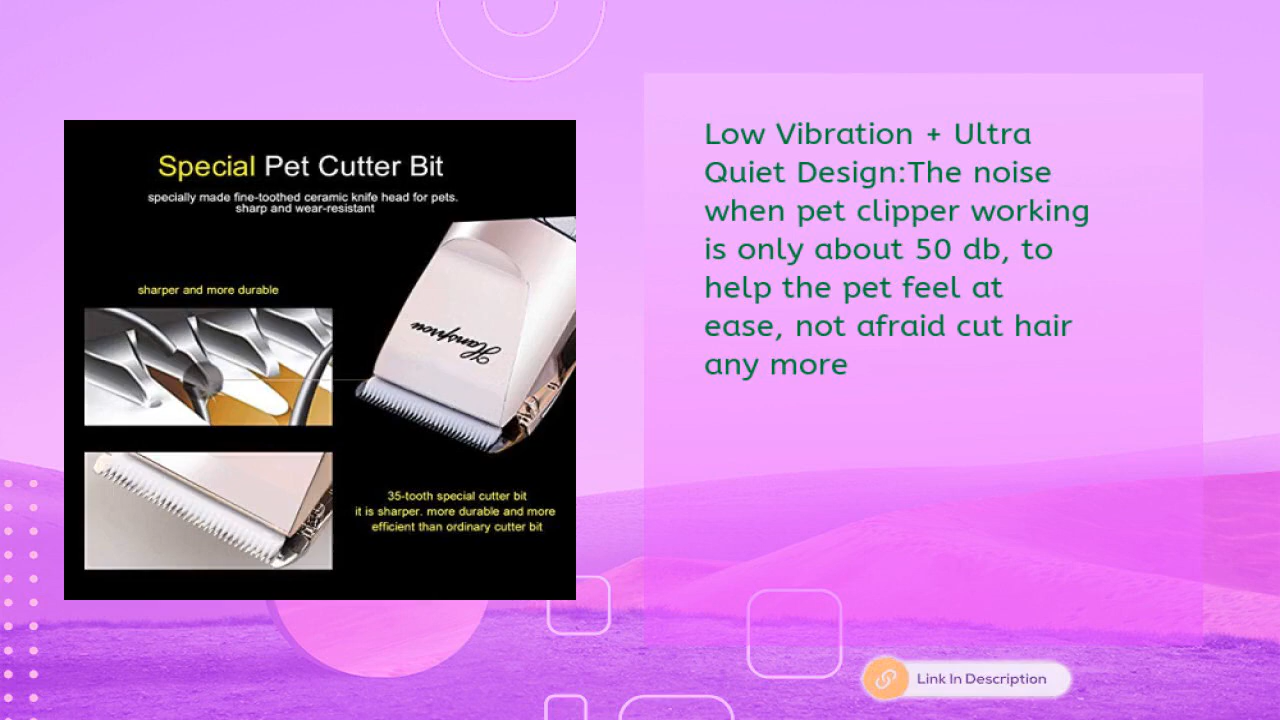 Special Pet Cutter Bit
specially made fine-toothed ceramic knife head for pets.
sharp and wear-resistant
sharper and more durable
Hansprou
35-tooth special cutter bit
it is sharper. more durable and more
efficient than ordinary cutter bit
Low Vibration + Ultra
Quiet Design:The noise
when pet clipper working
is only about 50 db, to
help the pet feel at
ease, not afraid cut hair
any more
Link In Description